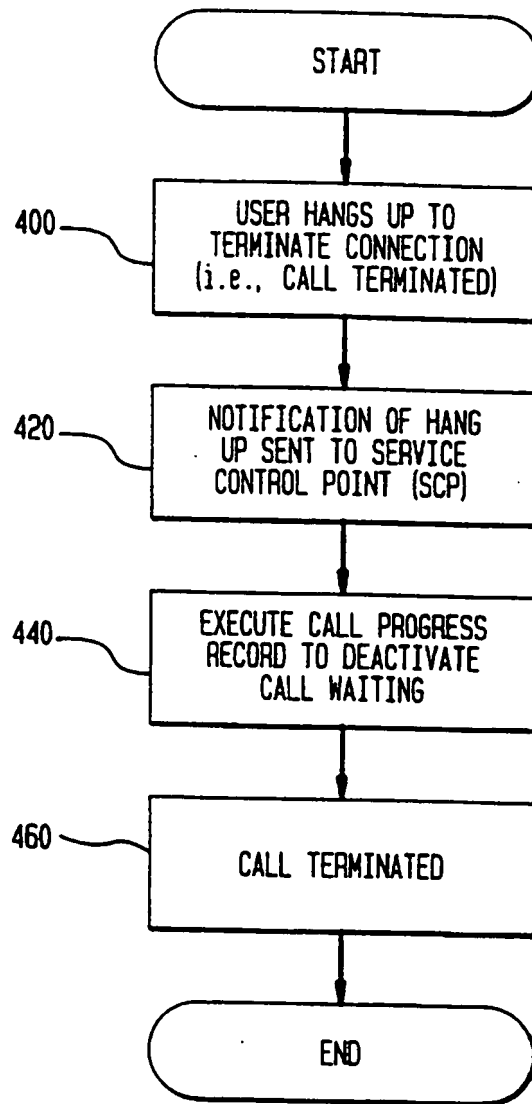 START
400
USER HANGS UP TO
TERMINATE CONNECTION
(i.e., CALL TERMINATED)
420
NOTIFICATION OF HANG
UP SENT TO SERVICE
CONTROL POINT (SCP)
440
EXECUTE CALL PROGRESS
RECORD TO DEACTIVATE
CALL WAITING
460
CALL TERMINATED
END